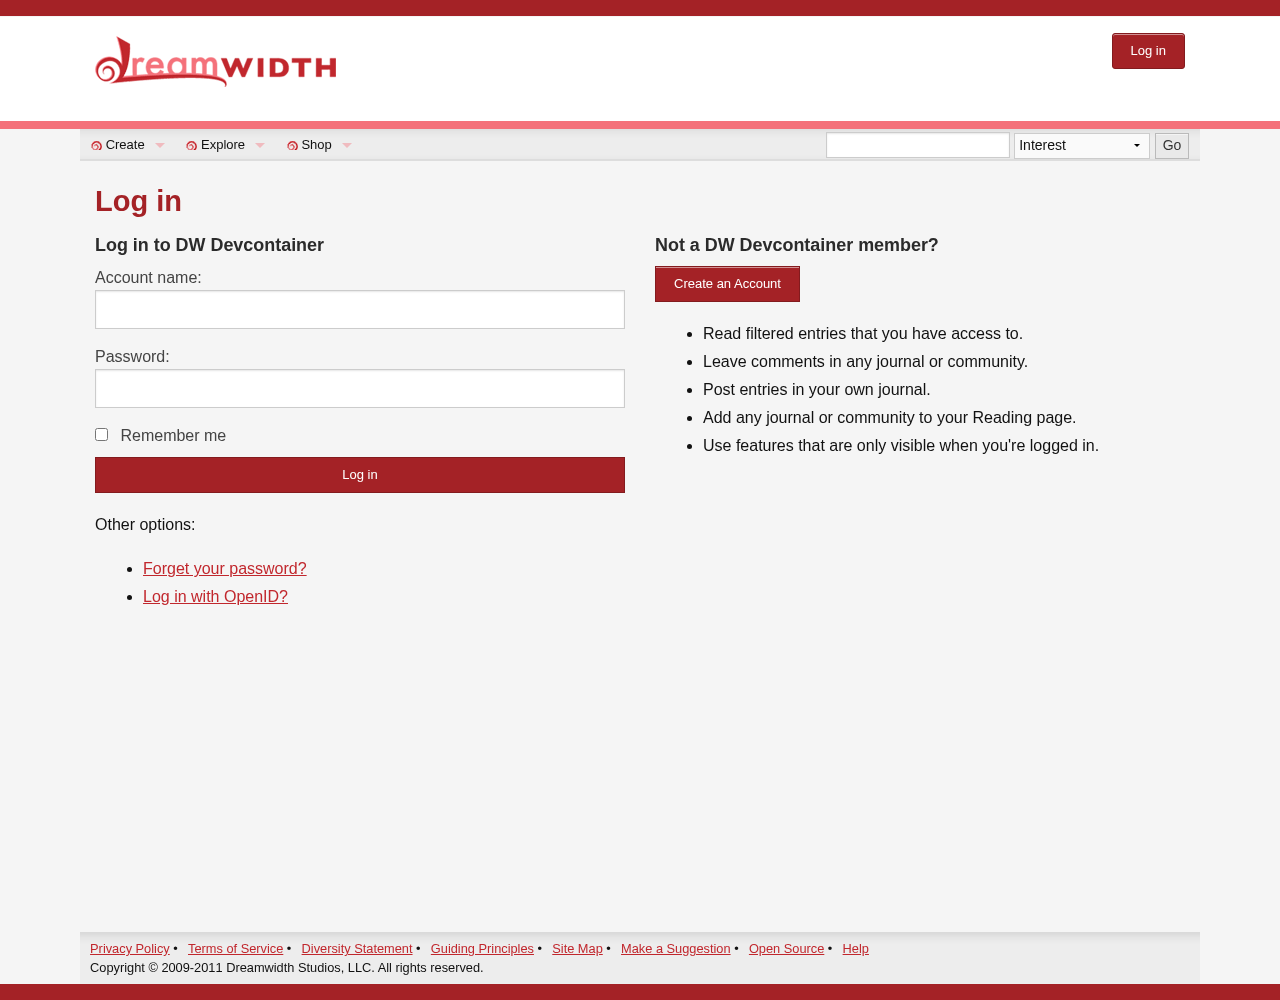 dreamWIDTH
Log in
Create Explore Shop Interest Go
Log in
Log in to DW Devcontainer
Account name:
Password:
Remember me
Log in
Other options:
Forget your password?
Log in with OpenID?
Not a DW Devcontainer member?
Create an Account
Read filtered entries that you have access to.
Leave comments in any journal or community.
Post entries in your own journal.
Add any journal or community to your Reading page.
Use features that are only visible when you're logged in.
Privacy Policy • Terms of Service • Diversity Statement • Guiding Principles • Site Map • Make a Suggestion • Open Source • Help
Copyright © 2009-2011 Dreamwidth Studios, LLC. All rights reserved.